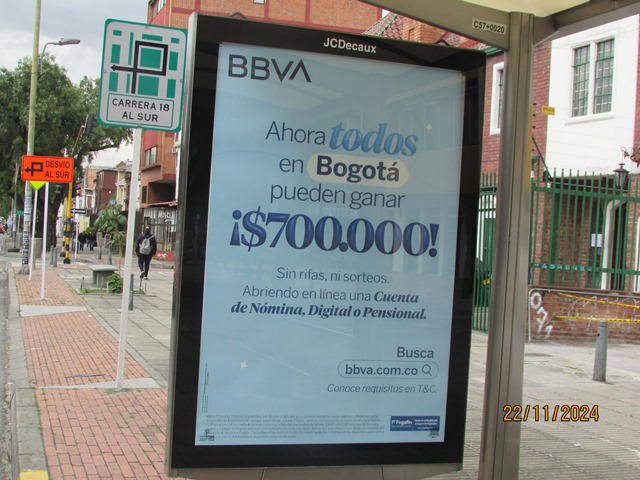 C57+0020
JCDecaux
CARRERA 18
AL SUR
DESVIO
AL SUR
BBVA
Ahora todos
en Bogotá
pueden ganar
¡$700.000!
Sin rifas, ni sorteos.
Abriendo en línea una Cuenta
de Nómina, Digital o Pensional.
Busca
bbva.com.co
Conoce requisitos en T&C.
Fogafín
22/11/2024